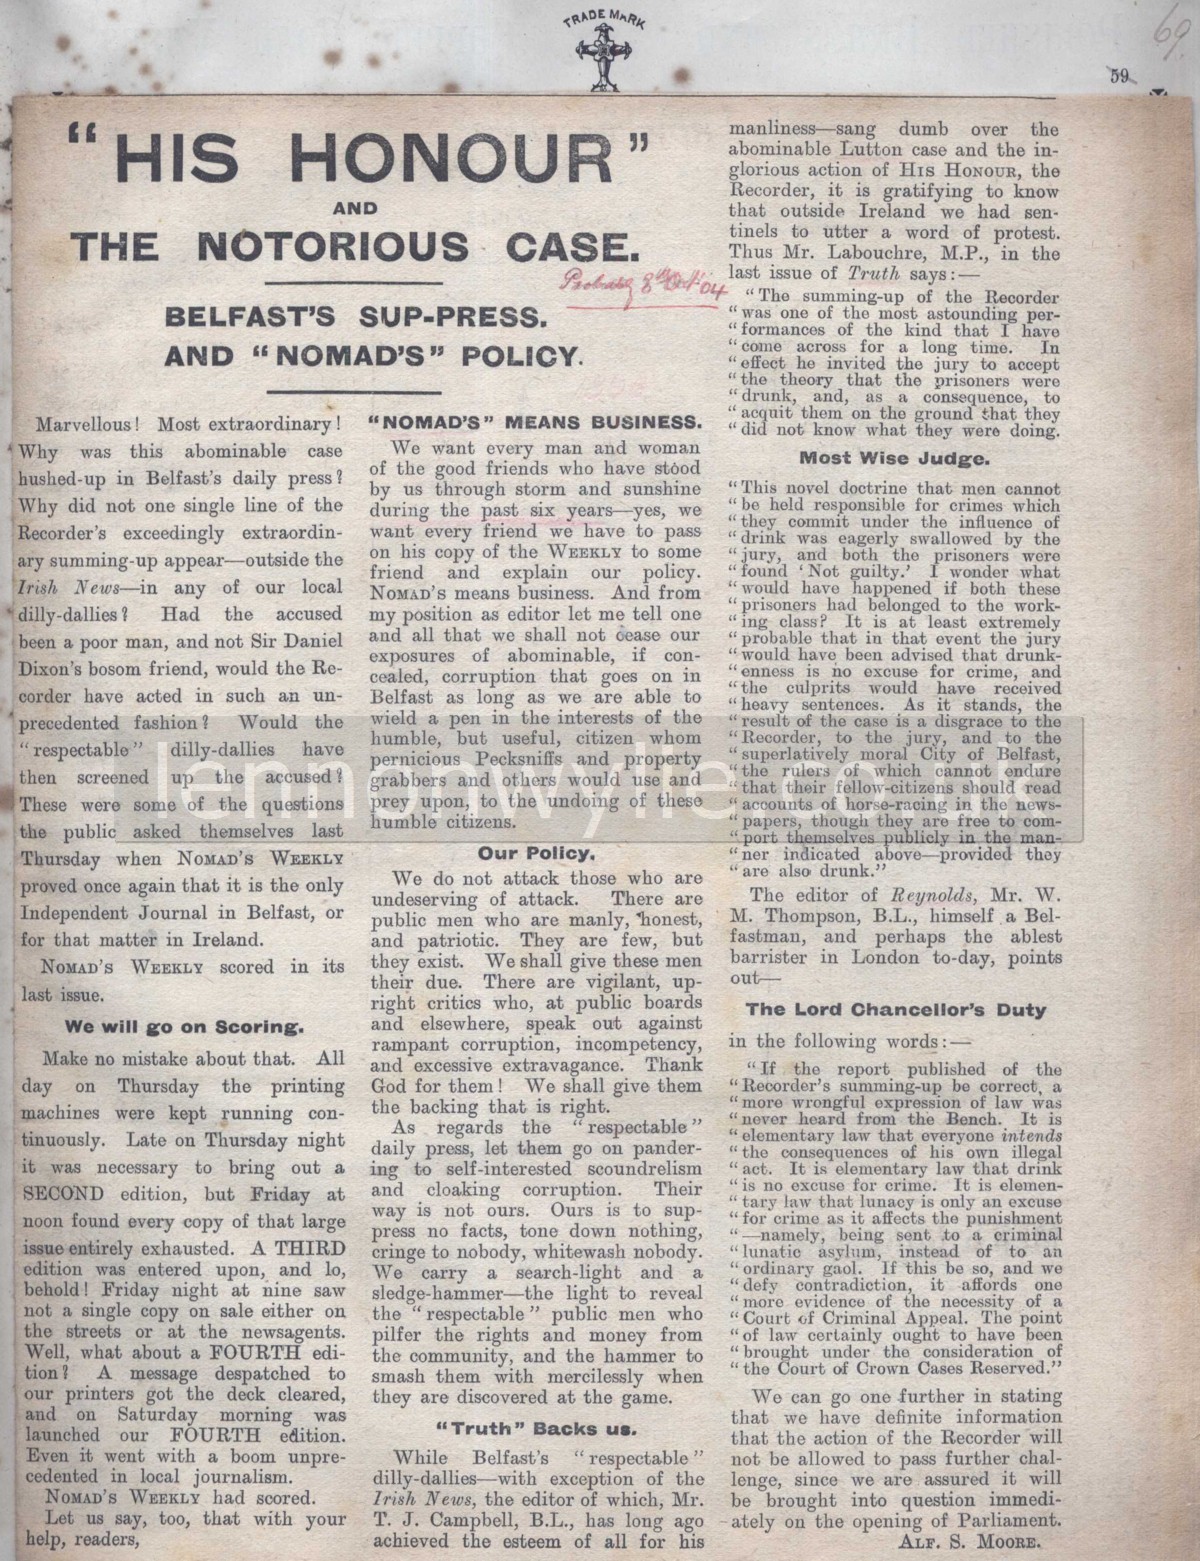 TRADE MARK
69
59
"HIS HONOUR"
AND
THE NOTORIOUS CASE.
Probably 8th Oct. '04
BELFAST'S SUP-PRESS.
AND "NOMAD'S" POLICY.
Marvellous! Most extraordinary!
Why was this abominable case
hushed-up in Belfast's daily press?
Why did not one single line of the
Recorder's exceedingly extraordin-
ary summing-up appear—outside the
Irish News—in any of our local
dilly-dallies? Had the accused
been a poor man, and not Sir Daniel
Dixon's bosom friend, would the Re-
corder have acted in such an un-
precedented fashion? Would the
"respectable" dilly-dallies have
then screened up the accused?
These were some of the questions
the public asked themselves last
Thursday when NOMAD'S WEEKLY
proved once again that it is the only
Independent Journal in Belfast, or
for that matter in Ireland.
NOMAD'S WEEKLY scored in its
last issue.
We will go on Scoring.
Make no mistake about that. All
day on Thursday the printing
machines were kept running con-
tinuously. Late on Thursday night
it was necessary to bring out a
SECOND edition, but Friday at
noon found every copy of that large
issue entirely exhausted. A THIRD
edition was entered upon, and lo,
behold! Friday night at nine saw
not a single copy on sale either on
the streets or at the newsagents.
Well, what about a FOURTH edi-
tion? A message despatched to
our printers got the deck cleared,
and on Saturday morning was
launched our FOURTH edition.
Even it went with a boom unpre-
cedented in local journalism.
NOMAD'S WEEKLY had scored.
Let us say, too, that with your
help, readers,
"NOMAD'S" MEANS BUSINESS.
We want every man and woman
of the good friends who have stood
by us through storm and sunshine
during the past six years—yes, we
want every friend we have to pass
on his copy of the WEEKLY to some
friend and explain our policy.
NOMAD'S means business. And from
my position as editor let me tell one
and all that we shall not cease our
exposures of abominable, if con-
cealed, corruption that goes on in
Belfast as long as we are able to
wield a pen in the interests of the
humble, but useful, citizen whom
pernicious Pecksniffs and property
grabbers and others would use and
prey upon, to the undoing of these
humble citizens.
Our Policy.
We do not attack those who are
undeserving of attack. There are
public men who are manly, honest,
and patriotic. They are few, but
they exist. We shall give these men
their due. There are vigilant, up-
right critics who, at public boards
and elsewhere, speak out against
rampant corruption, incompetency,
and excessive extravagance. Thank
God for them! We shall give them
the backing that is right.
As regards the "respectable"
daily press, let them go on pander-
ing to self-interested scoundrelism
and cloaking corruption. Their
way is not ours. Ours is to sup-
press no facts, tone down nothing,
cringe to nobody, whitewash nobody.
We carry a search-light and a
sledge-hammer—the light to reveal
the "respectable" public men who
pilfer the rights and money from
the community, and the hammer to
smash them with mercilessly when
they are discovered at the game.
"Truth" Backs us.
While Belfast's "respectable"
dilly-dallies—with exception of the
Irish News, the editor of which, Mr.
T. J. Campbell, B.L., has long ago
achieved the esteem of all for his
manliness—sang dumb over the
abominable Lutton case and the in-
glorious action of HIS HONOUR, the
Recorder, it is gratifying to know
that outside Ireland we had sen-
tinels to utter a word of protest.
Thus Mr. Labouchre, M.P., in the
last issue of Truth says:—
"The summing-up of the Recorder
"was one of the most astounding per-
"formances of the kind that I have
"come across for a long time. In
"effect he invited the jury to accept
"the theory that the prisoners were
"drunk, and, as a consequence, to
"acquit them on the ground that they
"did not know what they were doing.
Most Wise Judge.
"This novel doctrine that men cannot
"be held responsible for crimes which
"they commit under the influence of
"drink was eagerly swallowed by the
"jury, and both the prisoners were
"found 'Not guilty.' I wonder what
"would have happened if both these
"prisoners had belonged to the work-
"ing class? It is at least extremely
"probable that in that event the jury
"would have been advised that drunk-
"enness is no excuse for crime, and
"the culprits would have received
"heavy sentences. As it stands, the
"result of the case is a disgrace to the
"Recorder, to the jury, and to the
"superlatively moral City of Belfast,
"the rulers of which cannot endure
"that their fellow-citizens should read
"accounts of horse-racing in the news-
"papers, though they are free to com-
"port themselves publicly in the man-
"ner indicated above—provided they
"are also drunk."
The editor of Reynolds, Mr. W.
M. Thompson, B.L., himself a Bel-
fastman, and perhaps the ablest
barrister in London to-day, points
out—
The Lord Chancellor's Duty
in the following words:—
"If the report published of the
"Recorder's summing-up be correct, a
"more wrongful expression of law was
"never heard from the Bench. It is
"elementary law that everyone intends
"the consequences of his own illegal
"act. It is elementary law that drink
"is no excuse for crime. It is elemen-
"tary law that lunacy is only an excuse
"for crime as it affects the punishment
"—namely, being sent to a criminal
"lunatic asylum, instead of to an
"ordinary gaol. If this be so, and we
"defy contradiction, it affords one
"more evidence of the necessity of a
"Court of Criminal Appeal. The point
"of law certainly ought to have been
"brought under the consideration of
"the Court of Crown Cases Reserved."
We can go one further in stating
that we have definite information
that the action of the Recorder will
not be allowed to pass further chal-
lenge, since we are assured it will
be brought into question immedi-
ately on the opening of Parliament.
ALF. S. MOORE.
lennonwylie.co.uk